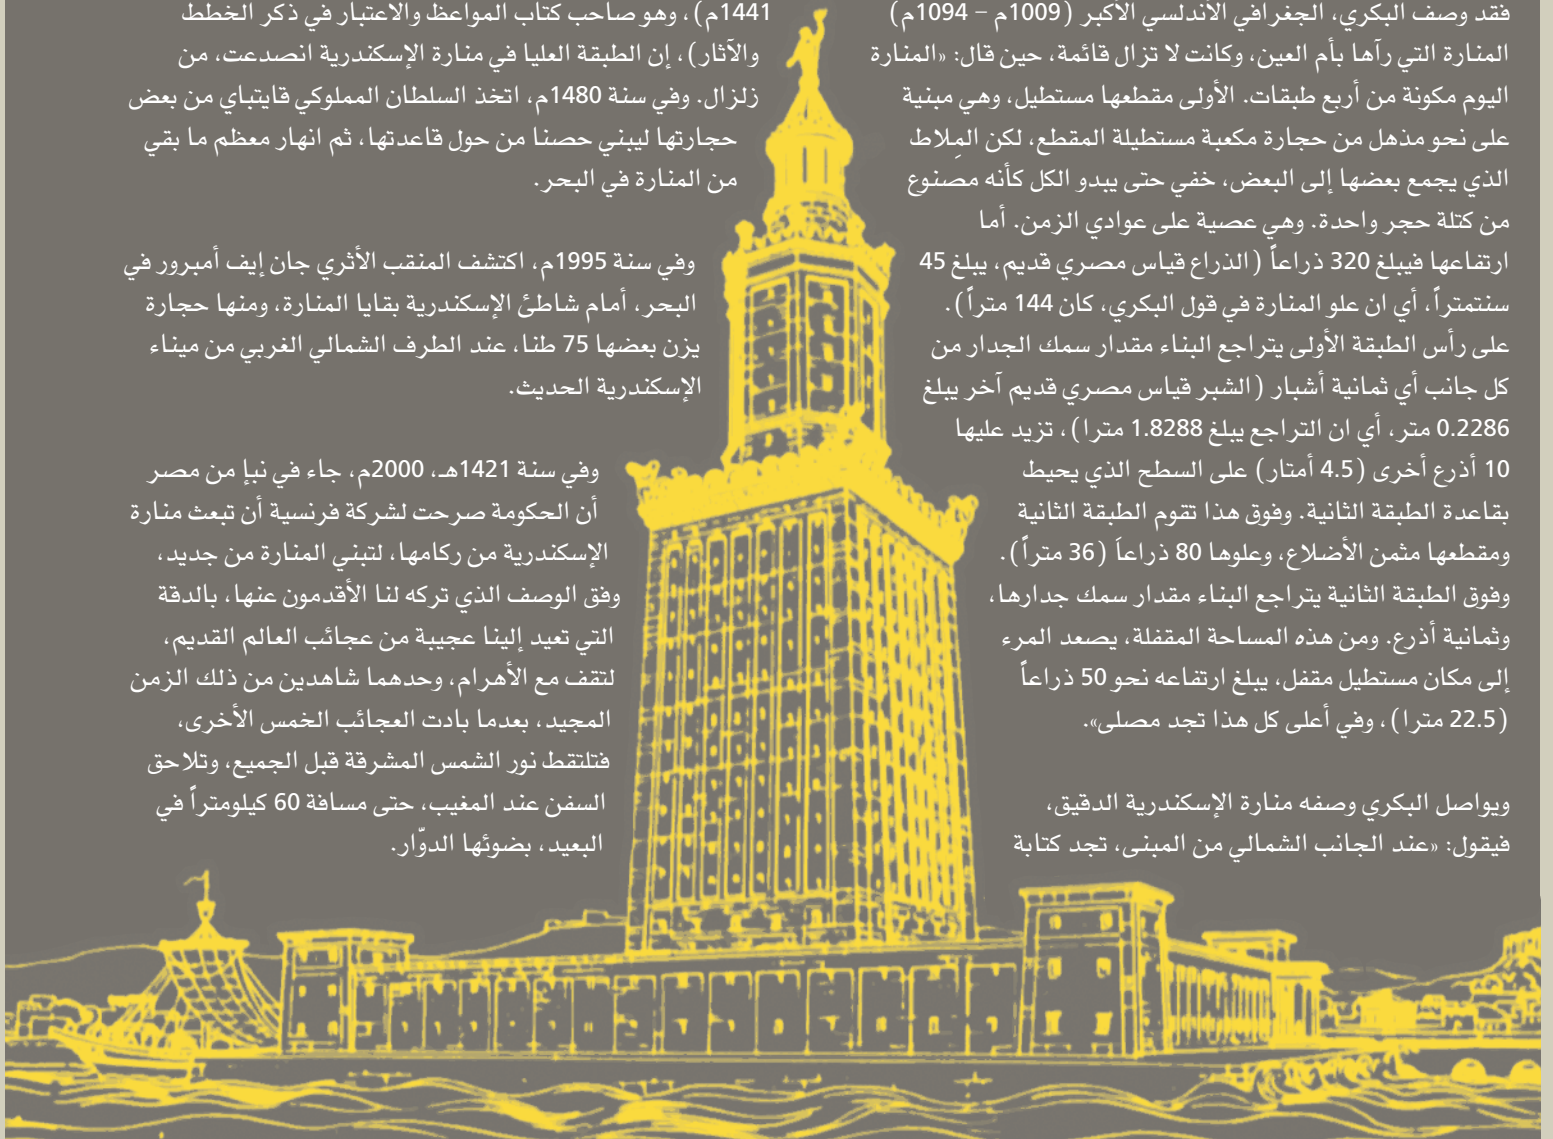 فقد وصف البكري، الجغرافي الأندلسي الأكبر (1009م – 1094م)
المنارة التي رآها بأم العين، وكانت لا تزال قائمة، حين قال: «المنارة
اليوم مكونة من أربع طبقات. الأولى مقطعها مستطيل، وهي مبنية
على نحو مذهل من حجارة مكعبة مستطيلة المقطع، لكن المِلاط
الذي يجمع بعضها إلى البعض، خفي حتى يبدو الكل كأنه مصنوع
من كتلة حجر واحدة. وهي عصية على عوادي الزمن. أما
ارتفاعها فيبلغ 320 ذراعاً (الذراع قياس مصري قديم، يبلغ 45
سنتمتراً، أي ان علو المنارة في قول البكري، كان 144 متراً).
على رأس الطبقة الأولى يتراجع البناء مقدار سمك الجدار من
كل جانب أي ثمانية أشبار (الشبر قياس مصري قديم آخر يبلغ
0.2286 متر، أي ان التراجع يبلغ 1.8288 مترا)، تزيد عليها
10 أذرع أخرى (4.5 أمتار) على السطح الذي يحيط
بقاعدة الطبقة الثانية. وفوق هذا تقوم الطبقة الثانية
ومقطعها مثمن الأضلاع، وعلوها 80 ذراعاً (36 متراً).
وفوق الطبقة الثانية يتراجع البناء مقدار سمك جدارها،
وثمانية أذرع. ومن هذه المساحة المقفلة، يصعد المرء
إلى مكان مستطيل مقفل، يبلغ ارتفاعه نحو 50 ذراعاً
(22.5 مترا)، وفي أعلى كل هذا تجد مصلى».
ويواصل البكري وصفه منارة الإسكندرية الدقيق،
فيقول: «عند الجانب الشمالي من المبنى، تجد كتابة
1441م)، وهو صاحب كتاب المواعظ والاعتبار في ذكر الخطط
والآثار)، إن الطبقة العليا في منارة الإسكندرية انصدعت، من
زلزال. وفي سنة 1480م، اتخذ السلطان المملوكي قايتباي من بعض
حجارتها ليبني حصنا من حول قاعدتها، ثم انهار معظم ما بقي
من المنارة في البحر.
وفي سنة 1995م، اكتشف المنقب الأثري جان إيف أمبرور في
البحر، أمام شاطئ الإسكندرية بقايا المنارة، ومنها حجارة
يزن بعضها 75 طنا، عند الطرف الشمالي الغربي من ميناء
الإسكندرية الحديث.
وفي سنة 1421هـ، 2000م، جاء في نبإ من مصر
أن الحكومة صرحت لشركة فرنسية أن تبعث منارة
الإسكندرية من ركامها، لتبني المنارة من جديد،
وفق الوصف الذي تركه لنا الأقدمون عنها، بالدقة
التي تعيد إلينا عجيبة من عجائب العالم القديم،
لتقف مع الأهرام، وحدهما شاهدين من ذلك الزمن
المجيد، بعدما بادت العجائب الخمس الأخرى،
فتلتقط نور الشمس المشرقة قبل الجميع، وتلاحق
السفن عند المغيب، حتى مسافة 60 كيلومتراً في
البعيد، بضوئها الدوّار.